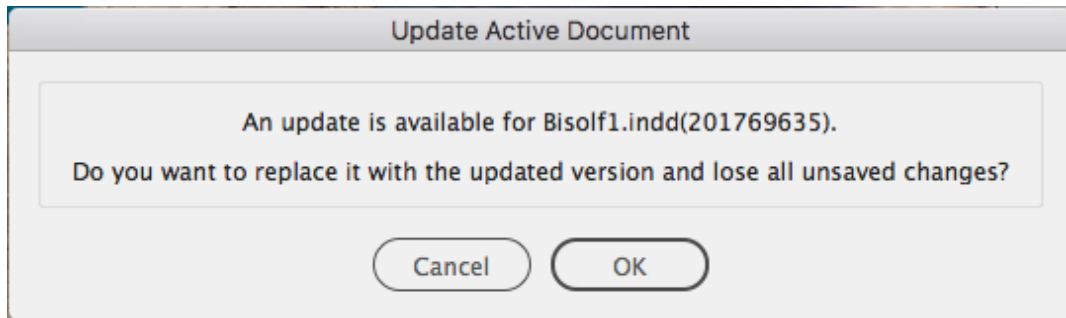 Update Active Document
An update is available for Bisolf1.indd(201769635).
Do you want to replace it with the updated version and lose all unsaved changes?
Cancel
OK